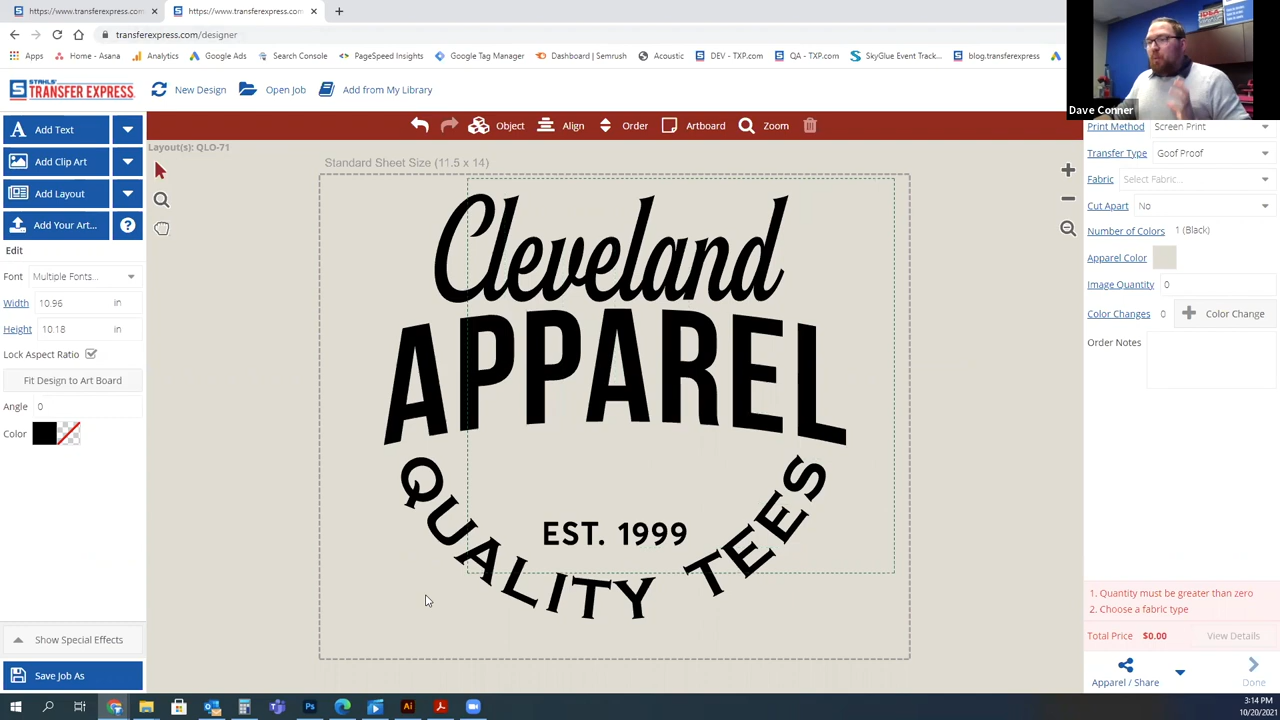 https://www.transferexpress.com/ ×
https://www.transferexpress.com/ ×
transferexpress.com/designer
Apps
Home - Asana
Analytics
Google Ads
Search Console
PageSpeed Insights
Google Tag Manager
Dashboard | Semrush
Acoustic
DEV - TXP.com
QA - TXP.com
SkyGlue Event Track...
blog.transferexpress
STAHLS' TRANSFER EXPRESS
New Design
Open Job
Add from My Library
Dave Conner
Add Text
Add Clip Art
Add Layout
Add Your Art...
?
Edit
Font Multiple Fonts...
Width 10.96 in
Height 10.18 in
Lock Aspect Ratio
Fit Design to Art Board
Angle 0
Color
Show Special Effects
Save Job As
Object
Align
Order
Artboard
Zoom
Layout(s): QLO-71
Standard Sheet Size (11.5 x 14)
Cleveland
APPAREL
EST. 1999
QUALITY TEES
Print Method Screen Print
Transfer Type Goof Proof
Fabric Select Fabric...
Cut Apart No
Number of Colors 1 (Black)
Apparel Color
Image Quantity 0
Color Changes 0 Color Change
Order Notes
1. Quantity must be greater than zero
2. Choose a fabric type
Total Price $0.00 View Details
Apparel / Share
Done
3:14 PM
10/20/2021